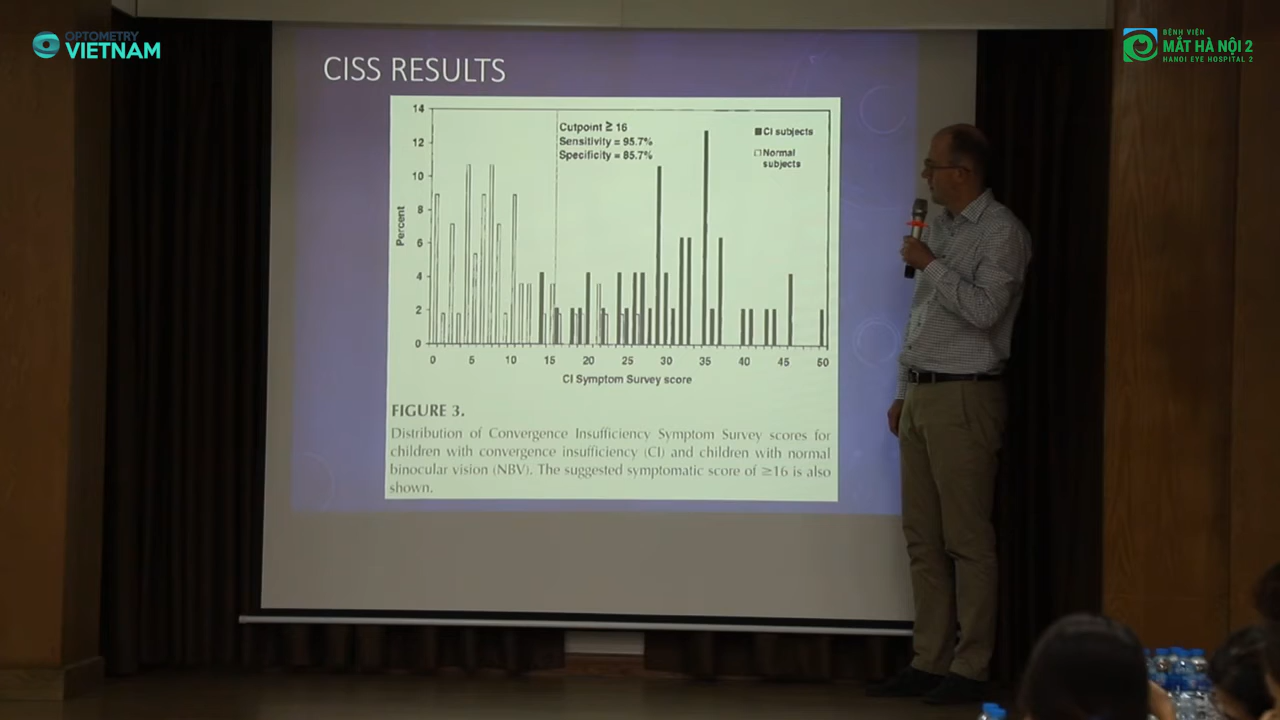 OPTOMETRY
VIETNAM
BỆNH VIỆN
MẮT HÀ NỘI 2
HANOI EYE HOSPITAL 2
CISS RESULTS
14
12
10
8
6
4
2
0
Percent
Cutpoint ≥ 16
Sensitivity = 95.7%
Specificity = 85.7%
CI subjects
Normal
subjects
0 5 10 15 20 25 30 35 40 45 50
CI Symptom Survey score
FIGURE 3.
Distribution of Convergence Insufficiency Symptom Survey scores for
children with convergence insufficiency (CI) and children with normal
binocular vision (NBV). The suggested symptomatic score of ≥16 is also
shown.